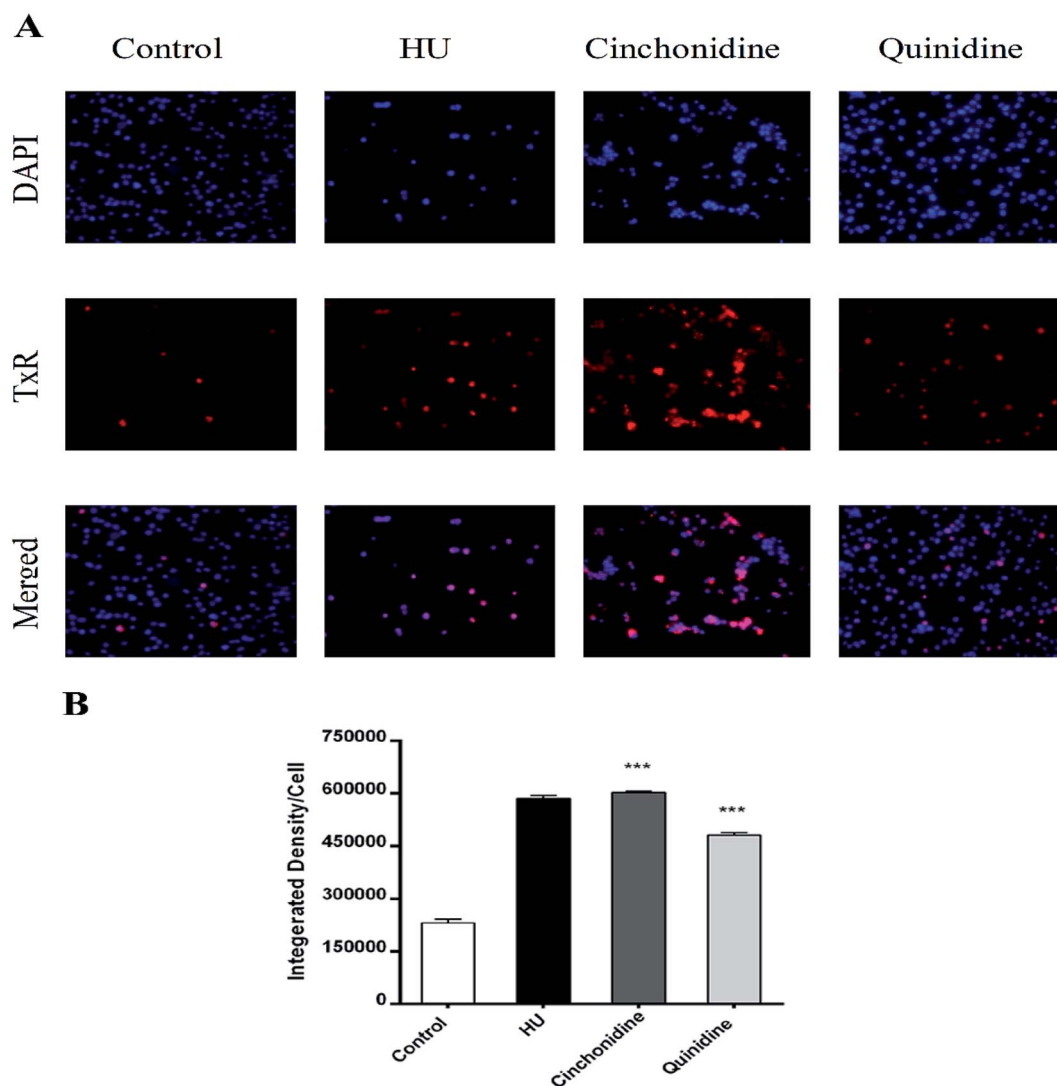 A
Control HU Cinchonidine Quinidine
DAPI
TxR
Merged
B
Integerated Density/Cell
750000
600000
450000
300000
150000
0
***
***
Control
HU
Cinchonidine
Quinidine